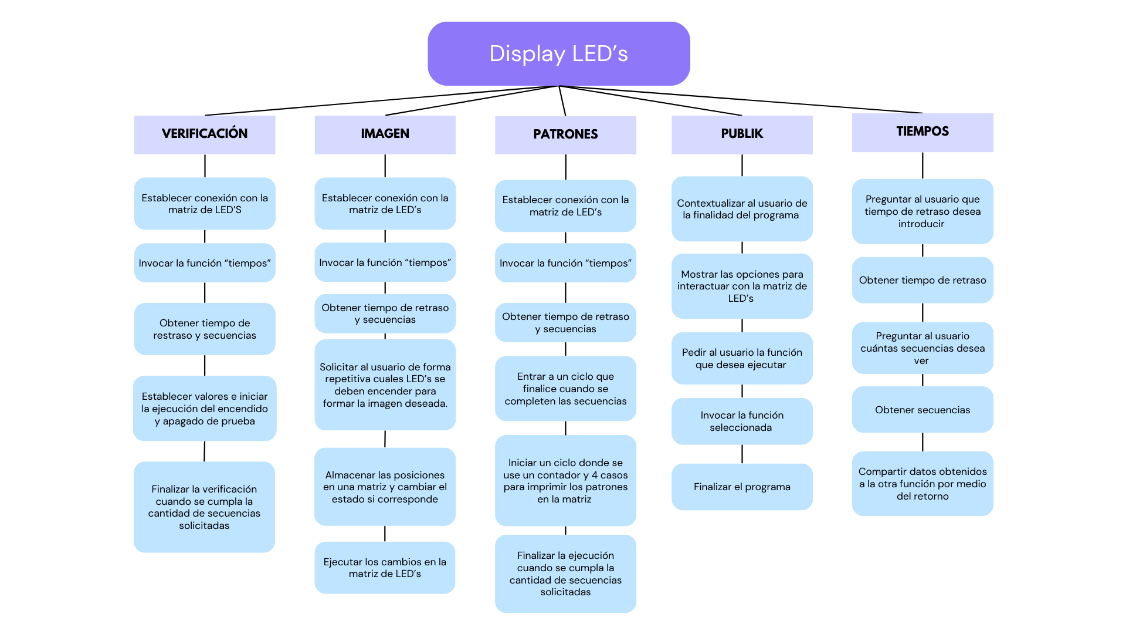 Display LED's
VERIFICACIÓN
Establecer conexión con la
matriz de LED'S
Invocar la función "tiempos"
Obtener tiempo de
restraso y secuencias
Establecer valores e iniciar
la ejecución del encendido
y apagado de prueba
Finalizar la verificación
cuando se cumpla la
cantidad de secuencias
solicitadas
IMAGEN
Establecer conexión con la
matriz de LED's
Invocar la función "tiempos"
Obtener tiempo de retraso
y secuencias
Solicitar al usuario de forma
repetitiva cuales LED's se
deben encender para
formar la imagen deseada.
Almacenar las posiciones
en una matriz y cambiar el
estado si corresponde
Ejecutar los cambios en la
matriz de LED's
PATRONES
Establecer conexión con la
matriz de LED's
Invocar la función "tiempos"
Obtener tiempo de retraso
y secuencias
Entrar a un ciclo que
finalice cuando se
completen las secuencias
Iniciar un ciclo donde se
use un contador y 4 casos
para imprimir los patrones
en la matriz
Finalizar la ejecución
cuando se cumpla la
cantidad de secuencias
solicitadas
PUBLIK
Contextualizar al usuario de
la finalidad del programa
Mostrar las opciones para
interactuar con la matriz de
LED's
Pedir al usuario la función
que desea ejecutar
Invocar la función
seleccionada
Finalizar el programa
TIEMPOS
Preguntar al usuario que
tiempo de retraso desea
introducir
Obtener tiempo de retraso
Preguntar al usuario
cuántas secuencias desea
ver
Obtener secuencias
Compartir datos obtenidos
a la otra función por medio
del retorno